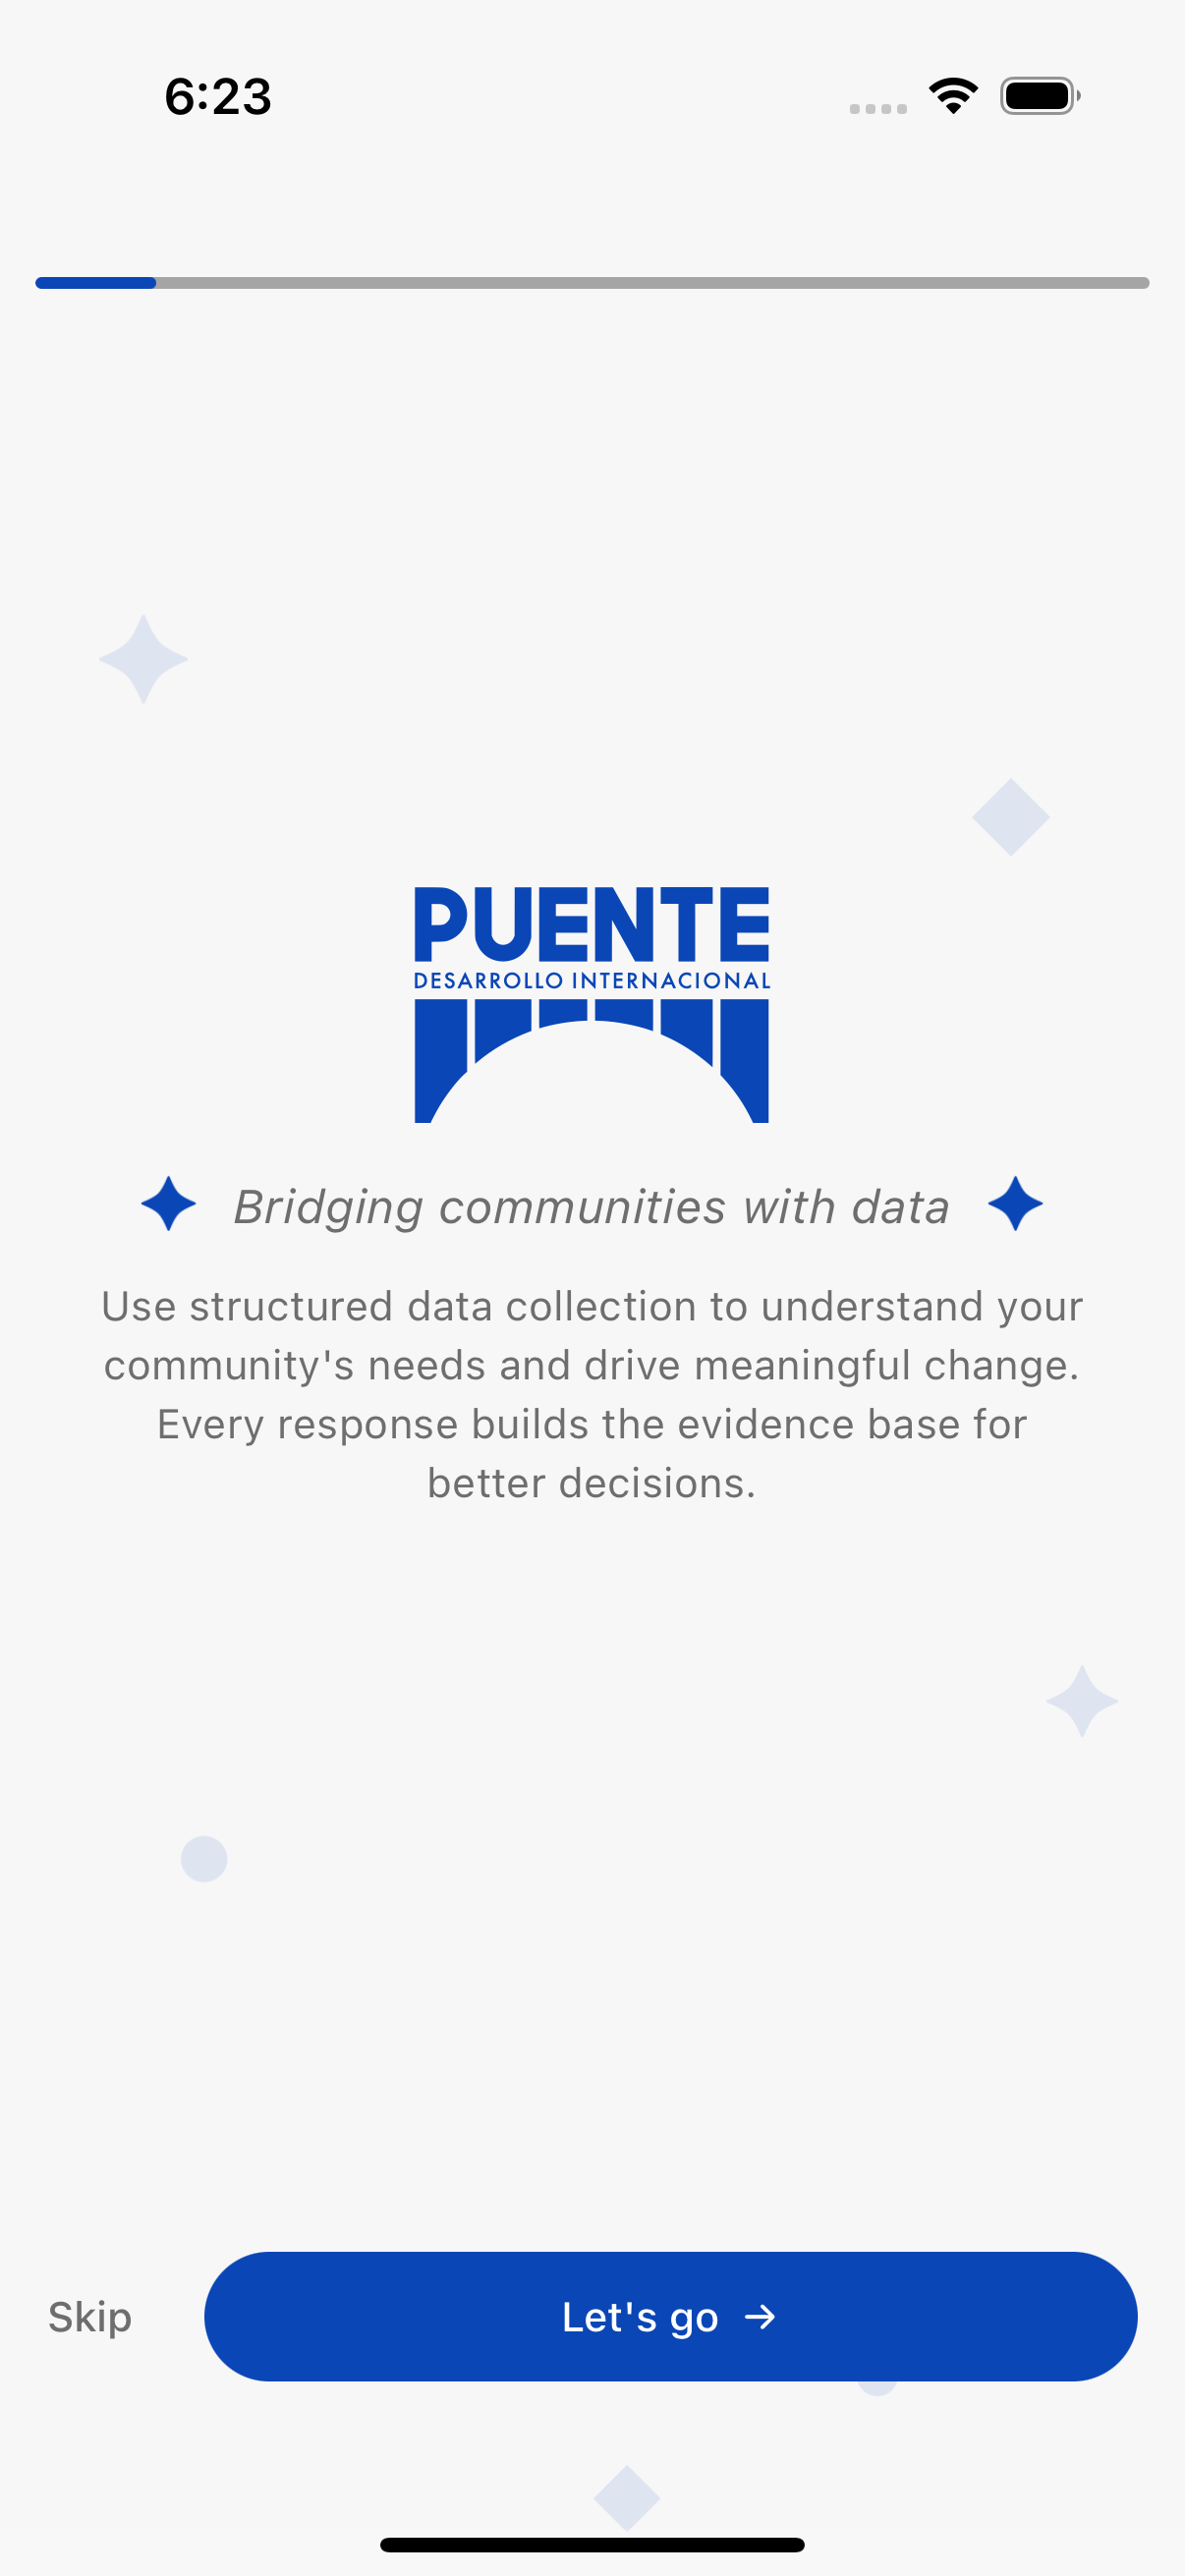 6:23
PUENTE
DESARROLLO INTERNACIONAL
Bridging communities with data
Use structured data collection to understand your
community's needs and drive meaningful change.
Every response builds the evidence base for
better decisions.
Skip
Let's go →